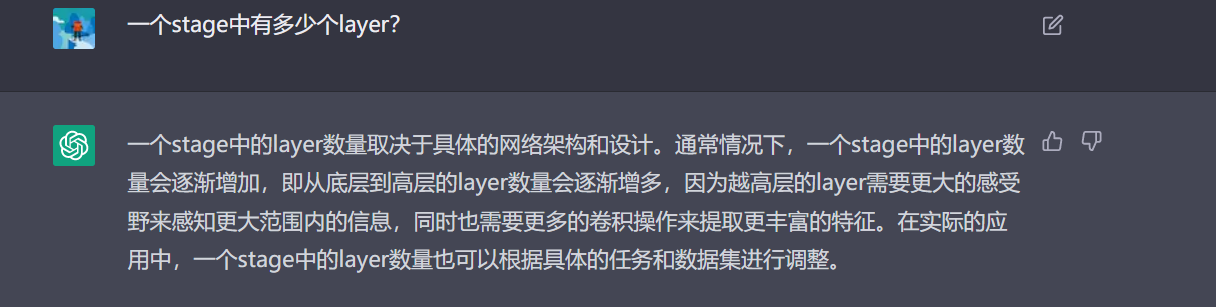 一个stage中有多少个layer？
一个stage中的layer数量取决于具体的网络架构和设计。通常情况下，一个stage中的layer数
量会逐渐增加，即从底层到高层的layer数量会逐渐增多，因为越高层的layer需要更大的感受
野来感知更大范围内的信息，同时也需要更多的卷积操作来提取更丰富的特征。在实际的应
用中，一个stage中的layer数量也可以根据具体的任务和数据集进行调整。